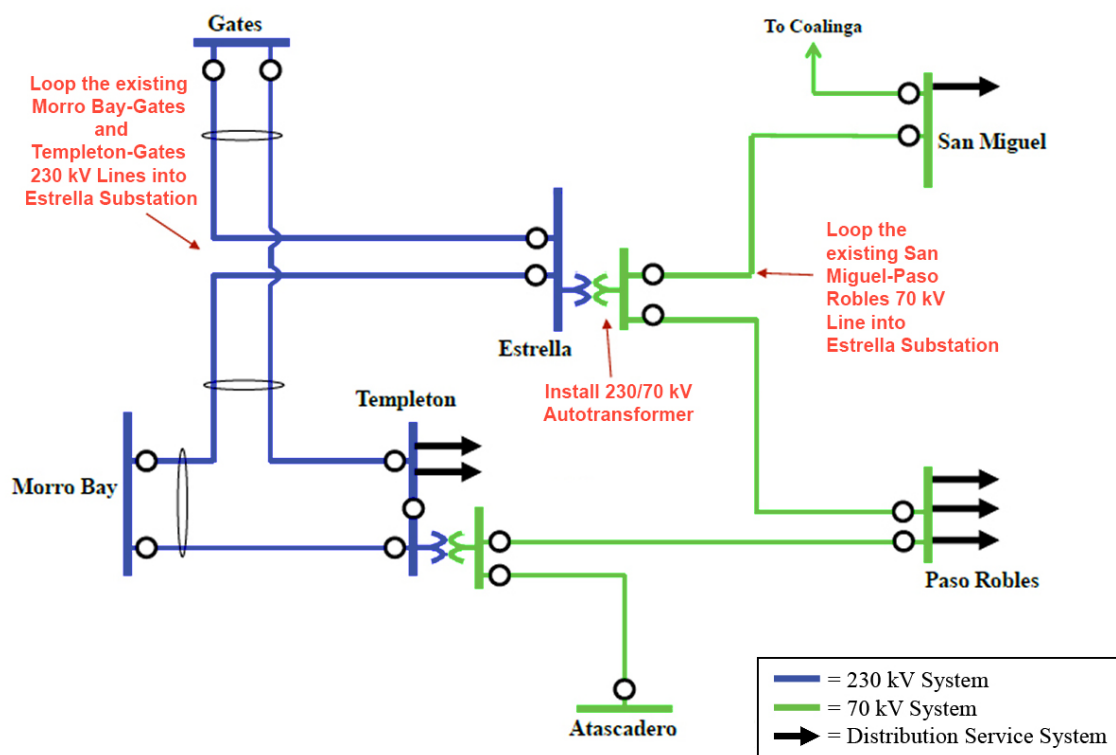 Gates
To Coalinga
Loop the existing
Morro Bay-Gates
and
Templeton-Gates
230 kV Lines into
Estrella Substation
San Miguel
Loop the
existing San
Miguel-Paso
Robles 70 kV
Line into
Estrella Substation
Estrella
Install 230/70 kV
Autotransformer
Templeton
Morro Bay
Paso Robles
Atascadero
= 230 kV System
= 70 kV System
= Distribution Service System